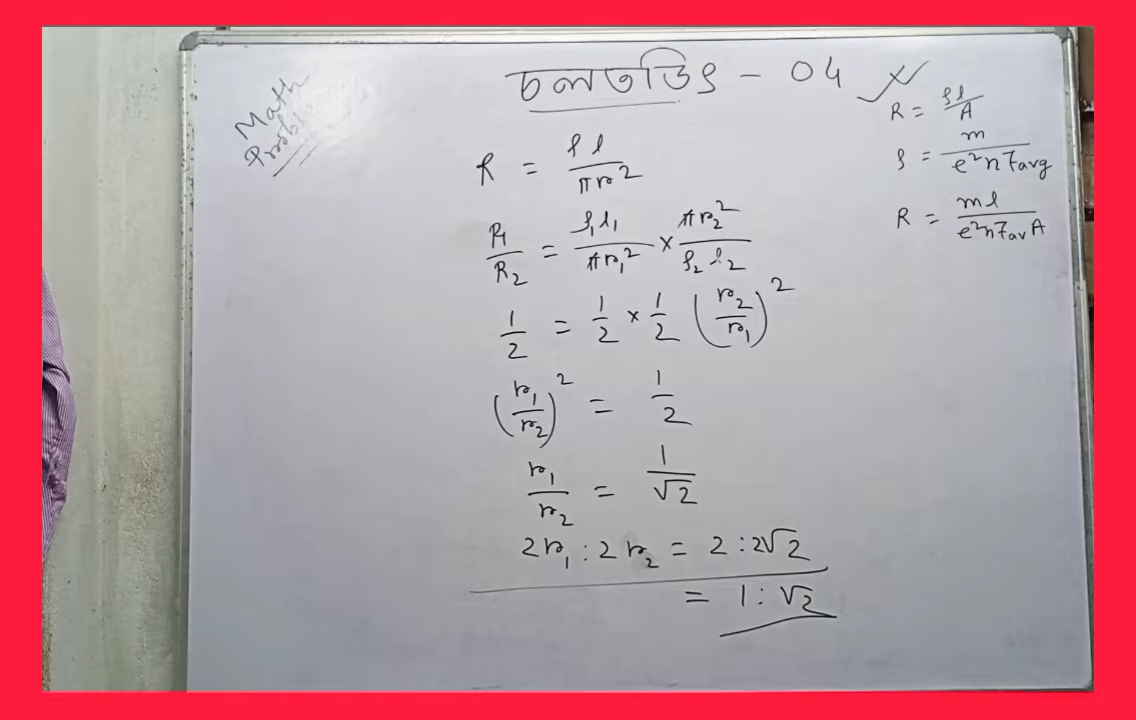 Math
Prob
চলতড়িৎ - 04
R = ρl/A
ρ = m/e²nτavg
R = ml/e²nτavA
R = ρl/πr²
R₁/R₂ = ρ₁l₁/πr₁² × πr₂²/ρ₂l₂
1/2 = 1/2 × 1/2 (r₂/r₁)²
(r₁/r₂)² = 1/2
r₁/r₂ = 1/√2
2r₁ : 2r₂ = 2 : 2√2
= 1 : √2